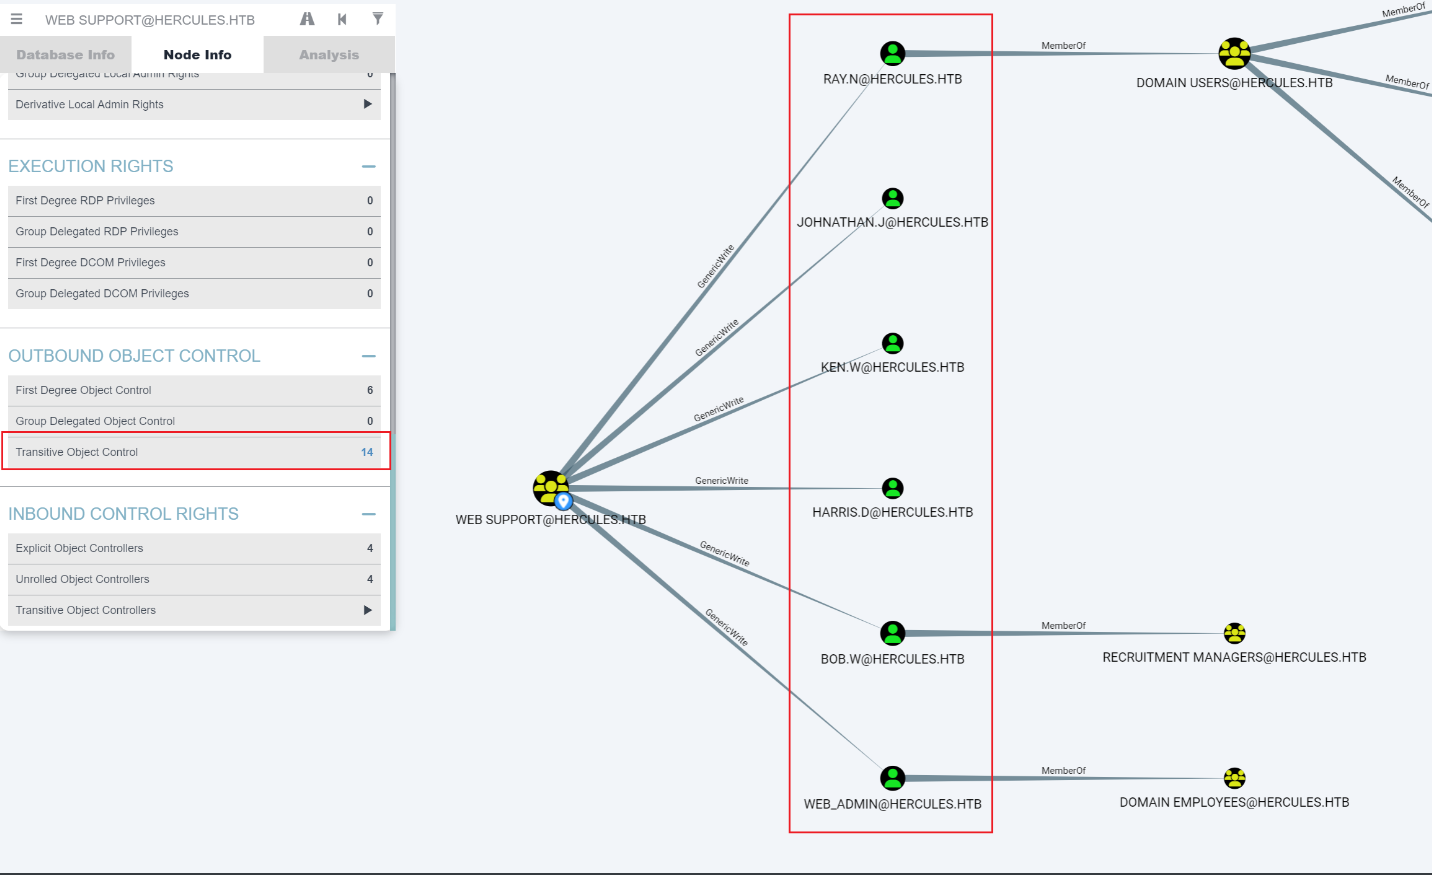 WEB SUPPORT@HERCULES.HTB
Database Info
Node Info
Analysis
Group Delegated Local Admin Rights 0
Derivative Local Admin Rights
EXECUTION RIGHTS
First Degree RDP Privileges 0
Group Delegated RDP Privileges 0
First Degree DCOM Privileges 0
Group Delegated DCOM Privileges 0
OUTBOUND OBJECT CONTROL
First Degree Object Control 6
Group Delegated Object Control 0
Transitive Object Control 14
INBOUND CONTROL RIGHTS
Explicit Object Controllers 4
Unrolled Object Controllers 4
Transitive Object Controllers
MemberOf
MemberOf
MemberOf
MemberOf
RAY.N@HERCULES.HTB
DOMAIN USERS@HERCULES.HTB
JOHNATHAN.J@HERCULES.HTB
GenericWrite
GenericWrite
KEN.W@HERCULES.HTB
GenericWrite
GenericWrite
HARRIS.D@HERCULES.HTB
WEB SUPPORT@HERCULES.HTB
GenericWrite
GenericWrite
MemberOf
BOB.W@HERCULES.HTB
RECRUITMENT MANAGERS@HERCULES.HTB
MemberOf
WEB_ADMIN@HERCULES.HTB
DOMAIN EMPLOYEES@HERCULES.HTB